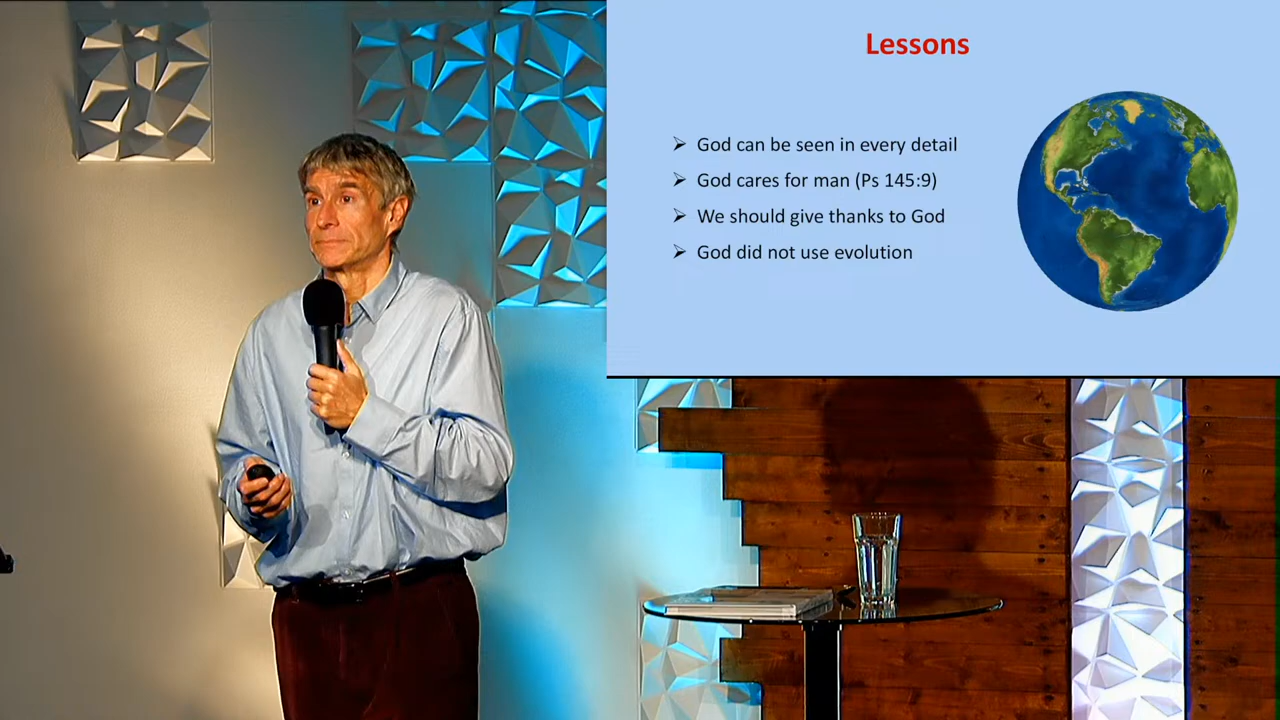 Lessons
➢ God can be seen in every detail
➢ God cares for man (Ps 145:9)
➢ We should give thanks to God
➢ God did not use evolution